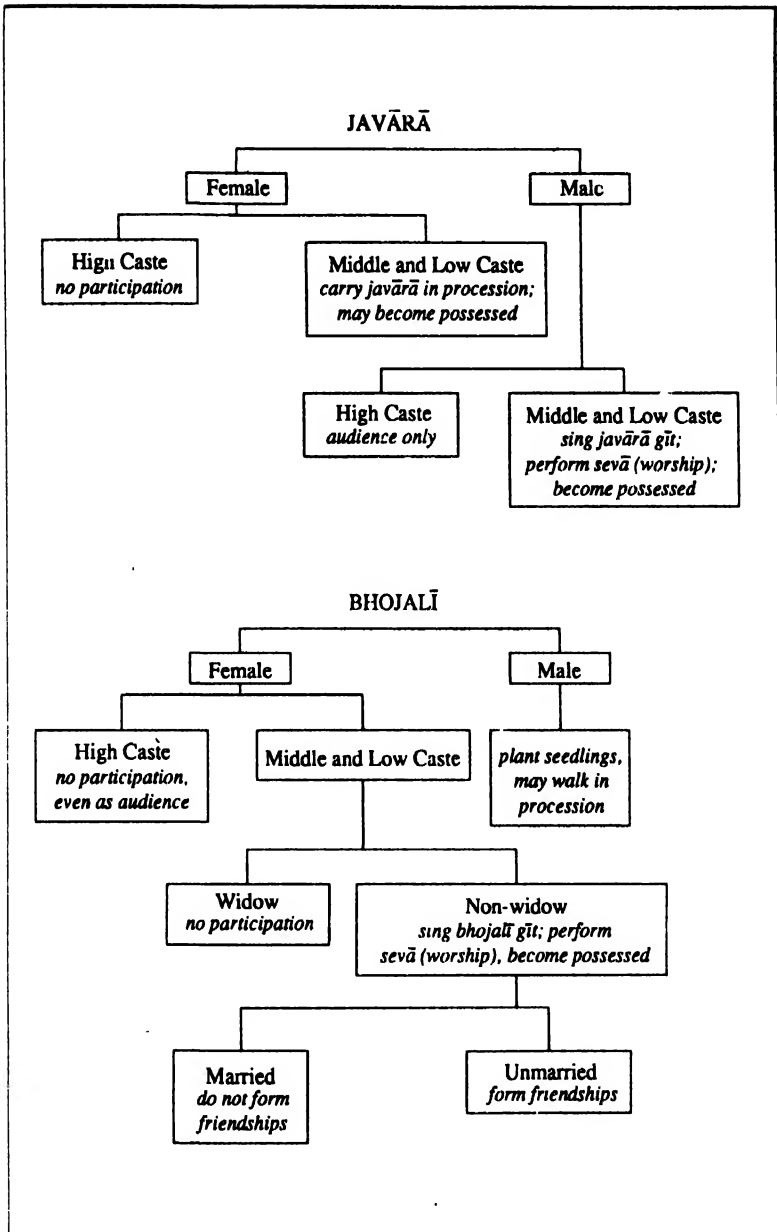 JAVĀRĀ
Female
Male
High Caste
no participation
Middle and Low Caste
carry javārā in procession;
may become possessed
High Caste
audience only
Middle and Low Caste
sing javārā gīt;
perform sevā (worship);
become possessed
BHOJALĪ
Female
Male
High Caste
no participation,
even as audience
Middle and Low Caste
plant seedlings,
may walk in
procession
Widow
no participation
Non-widow
sing bhojalī gīt; perform
sevā (worship), become possessed
Married
do not form
friendships
Unmarried
form friendships